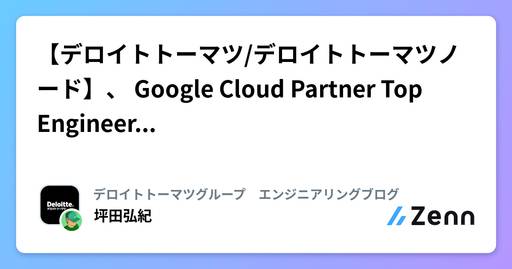 【デロイトトーマツ/デロイトトーマツノ
ード】、 Google Cloud Partner Top
Engineer...
デロイトトーマツグループ　エンジニアリングブログ
Deloitte.
坪田弘紀
Zenn